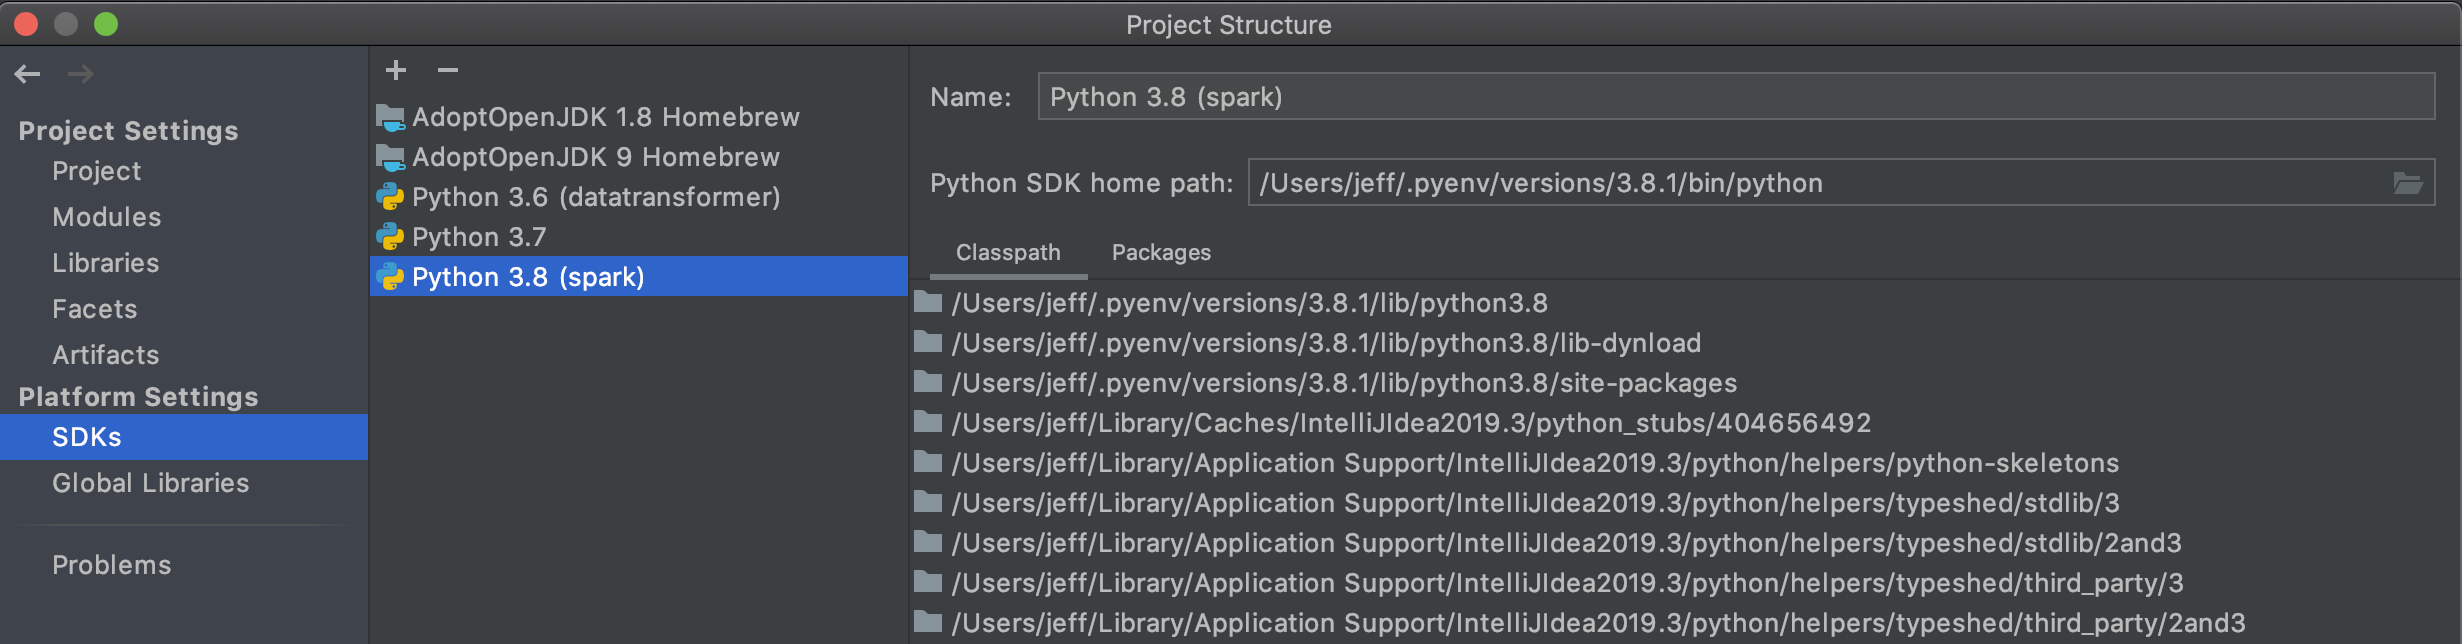 Project Structure
Project Settings
Project
Modules
Libraries
Facets
Artifacts
Platform Settings
SDKs
Global Libraries
Problems
AdoptOpenJDK 1.8 Homebrew
AdoptOpenJDK 9 Homebrew
Python 3.6 (datatransformer)
Python 3.7
Python 3.8 (spark)
Name: Python 3.8 (spark)
Python SDK home path: /Users/jeff/.pyenv/versions/3.8.1/bin/python
Classpath Packages
/Users/jeff/.pyenv/versions/3.8.1/lib/python3.8
/Users/jeff/.pyenv/versions/3.8.1/lib/python3.8/lib-dynload
/Users/jeff/.pyenv/versions/3.8.1/lib/python3.8/site-packages
/Users/jeff/Library/Caches/IntelliJIdea2019.3/python_stubs/404656492
/Users/jeff/Library/Application Support/IntelliJIdea2019.3/python/helpers/python-skeletons
/Users/jeff/Library/Application Support/IntelliJIdea2019.3/python/helpers/typeshed/stdlib/3
/Users/jeff/Library/Application Support/IntelliJIdea2019.3/python/helpers/typeshed/stdlib/2and3
/Users/jeff/Library/Application Support/IntelliJIdea2019.3/python/helpers/typeshed/third_party/3
/Users/jeff/Library/Application Support/IntelliJIdea2019.3/python/helpers/typeshed/third_party/2and3